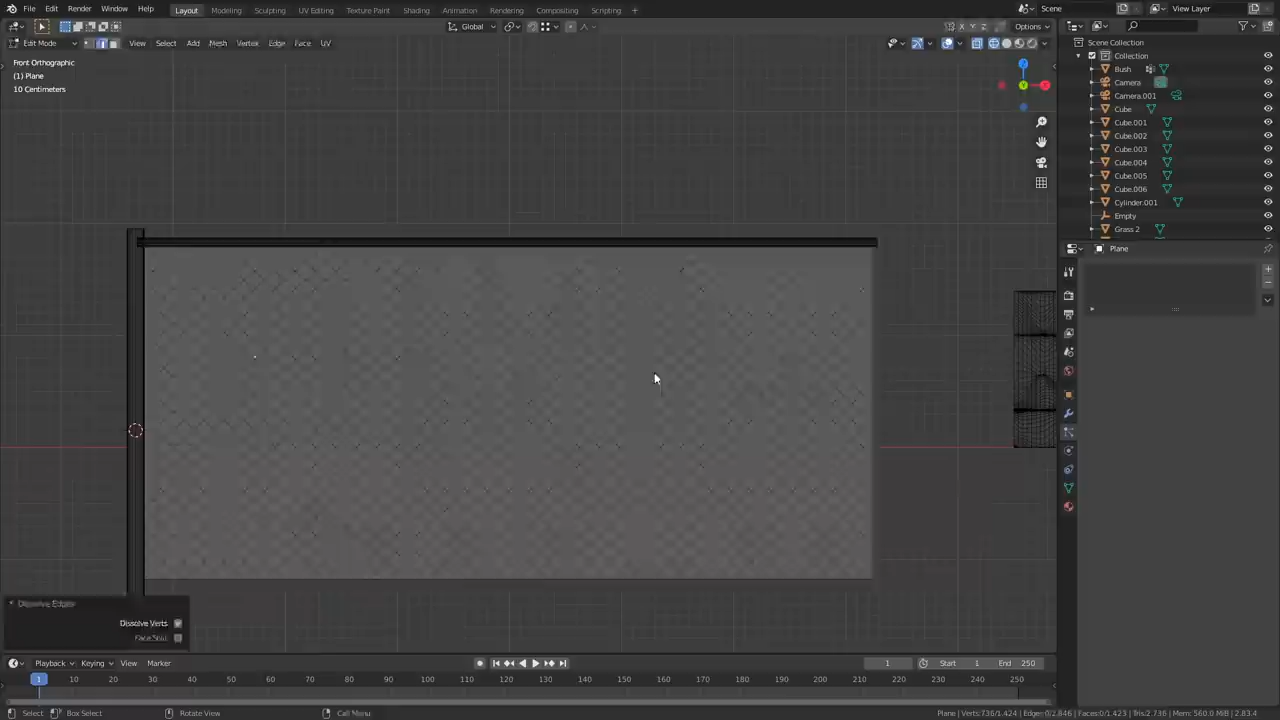 File Edit Render Window Help Layout Modeling Sculpting UV Editing Texture Paint Shading Animation Rendering Compositing Scripting + Scene View Layer
Global Options
Edit Mode View Select Add Mesh Vertex Edge Face UV
Front Orthographic
(1) Plane
10 Centimeters
Scene Collection
Collection
Bush
Camera
Camera.001
Cube
Cube.001
Cube.002
Cube.003
Cube.004
Cube.005
Cube.006
Cylinder.001
Empty
Grass 2
Plane
Dissolve Edges
Dissolve Verts
Face Split
Playback Keying View Marker 1 Start 1 End 250
1 10 20 30 40 50 60 70 80 90 100 110 120 130 140 150 160 170 180 190 200 210 220 230 240 250
Select Box Select Rotate View Call Menu Plane | Verts:736/1.424 | Edges:0/2.846 | Faces:0/1.423 | Tris:2.736 | Mem: 560.0 MiB | 2.83.4